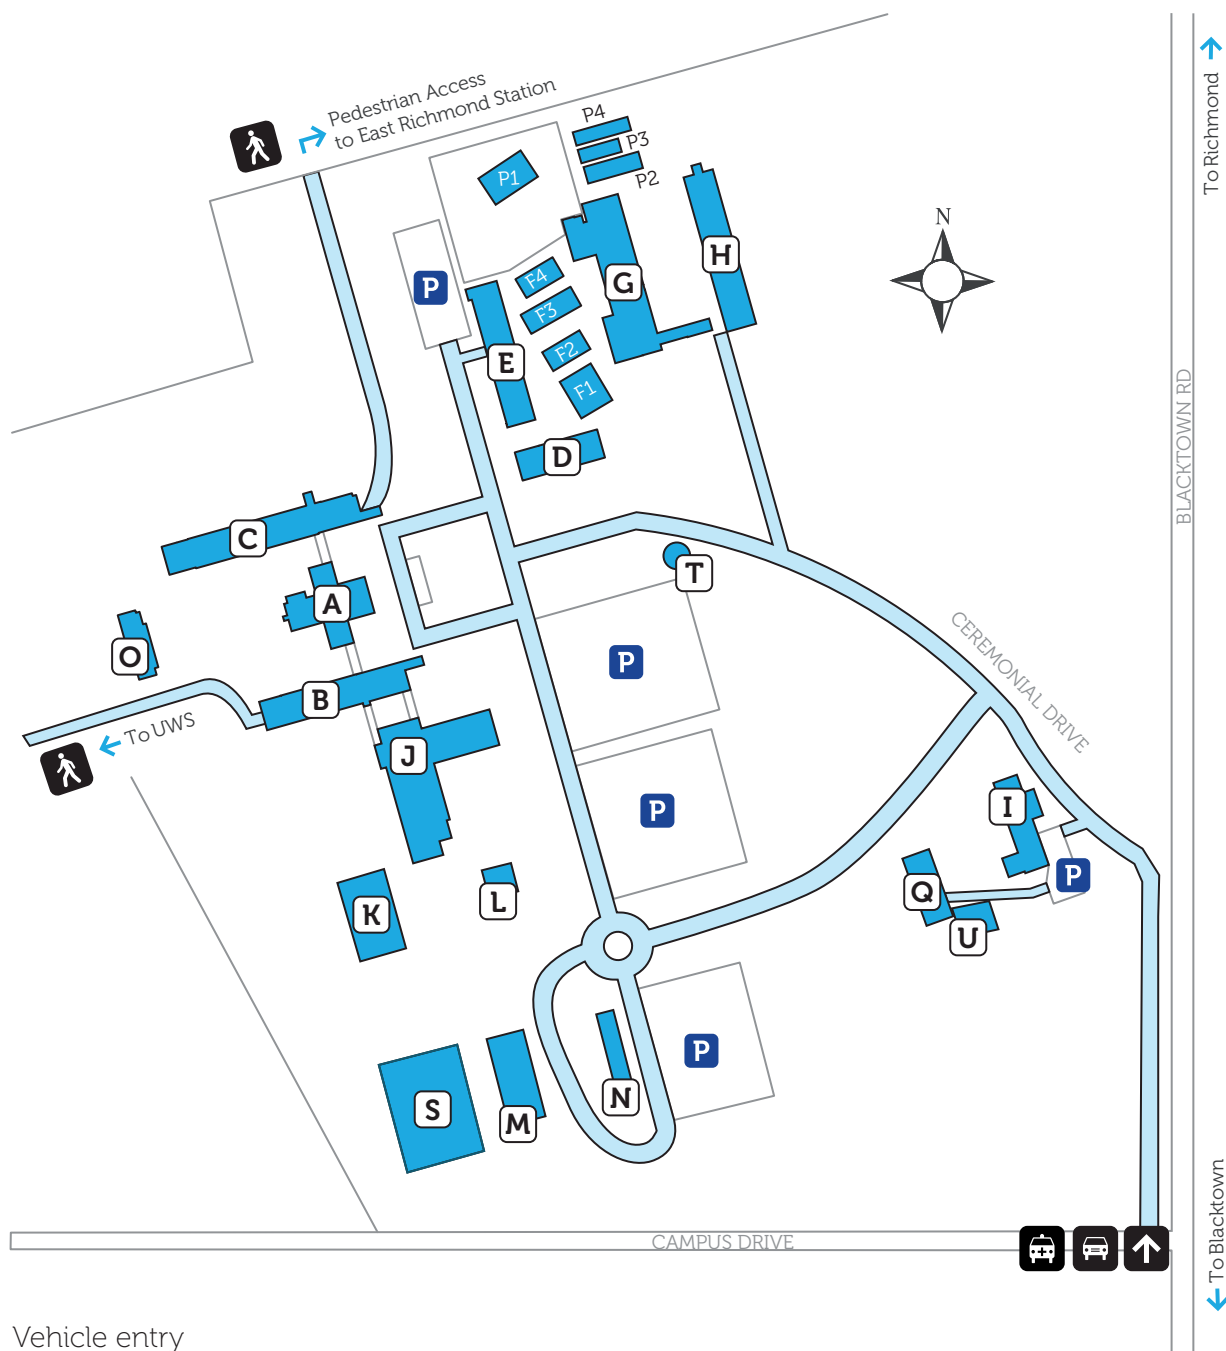 Pedestrian Access
to East Richmond Station
To Richmond
P4
P3
P2
P1
N
H
G
P
F4
F3
F2
F1
E
D
BLACKTOWN RD
C
T
A
O
P
CEREMONIAL DRIVE
B
To UWS
J
P
I
P
Q
U
L
K
P
N
S
M
To Blacktown
CAMPUS DRIVE
Vehicle entry